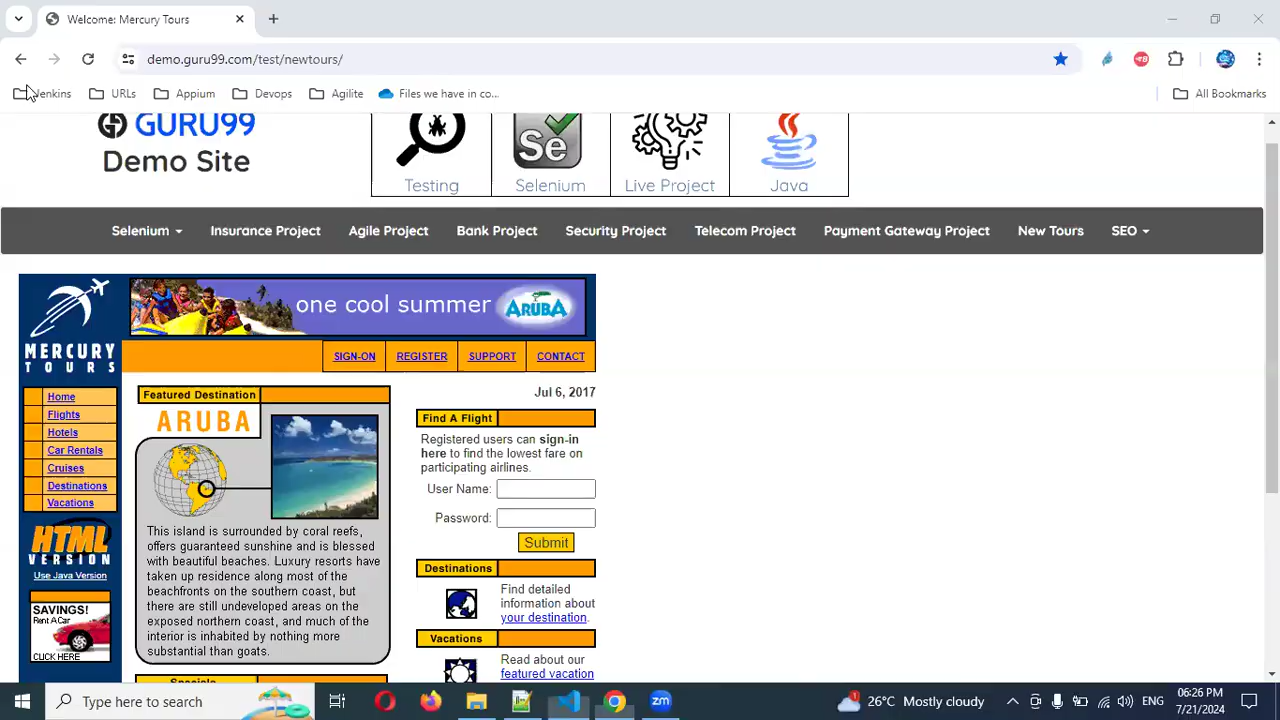 Welcome: Mercury Tours
demo.guru99.com/test/newtours/
Jenkins
URLs
Appium
Devops
Agilite
Files we have in co...
All Bookmarks
GURU99
Demo Site
Testing
Se
Selenium
Live Project
Java
Selenium
Insurance Project
Agile Project
Bank Project
Security Project
Telecom Project
Payment Gateway Project
New Tours
SEO
MERCURY
TOURS
one cool summer
ARUBA
SIGN-ON
REGISTER
SUPPORT
CONTACT
Home
Flights
Hotels
Car Rentals
Cruises
Destinations
Vacations
HTML
VERSION
Use Java Version
SAVINGS!
Rent A Car
CLICK HERE
Featured Destination
ARUBA
This island is surrounded by coral reefs,
offers guaranteed sunshine and is blessed
with beautiful beaches. Luxury resorts have
taken up residence along most of the
beachfronts on the southern coast, but
there are still undeveloped areas on the
exposed northern coast, and much of the
interior is inhabited by nothing more
substantial than goats.
Specials
Jul 6, 2017
Find A Flight
Registered users can sign-in
here to find the lowest fare on
participating airlines.
User Name:
Password:
Submit
Destinations
Find detailed
information about
your destination.
Vacations
Read about our
featured vacation
Type here to search
zm
1
26°C Mostly cloudy
ENG
06:26 PM
7/21/2024